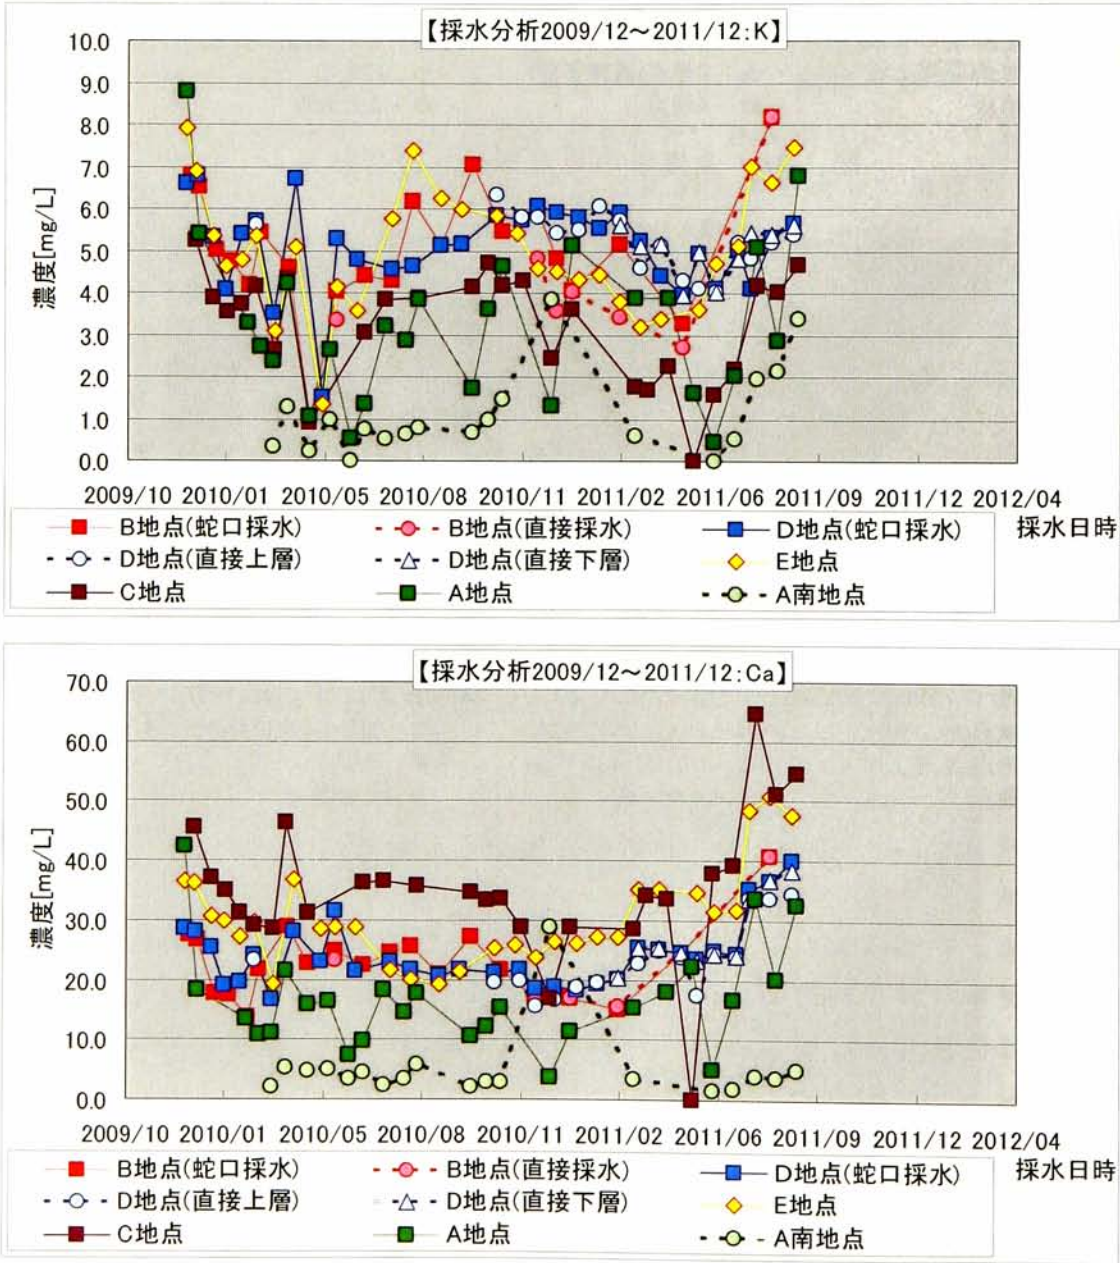 【採水分析2009/12～2011/12:K】
10.0
9.0
8.0
7.0
6.0
5.0
4.0
3.0
2.0
1.0
0.0
濃度[mg/L]
2009/10 2010/01 2010/05 2010/08 2010/11 2011/02 2011/06 2011/09 2011/12 2012/04
採水日時
B地点(蛇口採水) B地点(直接採水) D地点(蛇口採水)
D地点(直接上層) D地点(直接下層) E地点
C地点 A地点 A南地点
【採水分析2009/12～2011/12:Ca】
70.0
60.0
50.0
40.0
30.0
20.0
10.0
0.0
濃度[mg/L]
2009/10 2010/01 2010/05 2010/08 2010/11 2011/02 2011/06 2011/09 2011/12 2012/04
採水日時
B地点(蛇口採水) B地点(直接採水) D地点(蛇口採水)
D地点(直接上層) D地点(直接下層) E地点
C地点 A地点 A南地点